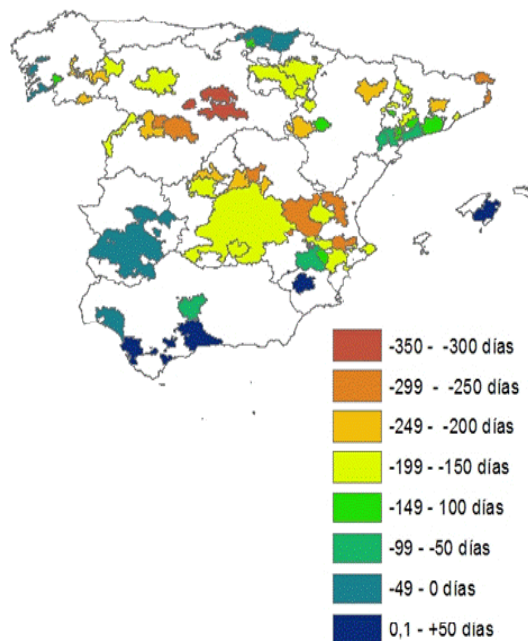 -350 - -300 días
-299 - -250 días
-249 - -200 días
-199 - -150 días
-149 - 100 días
-99 - -50 días
-49 - 0 días
0,1 - +50 días